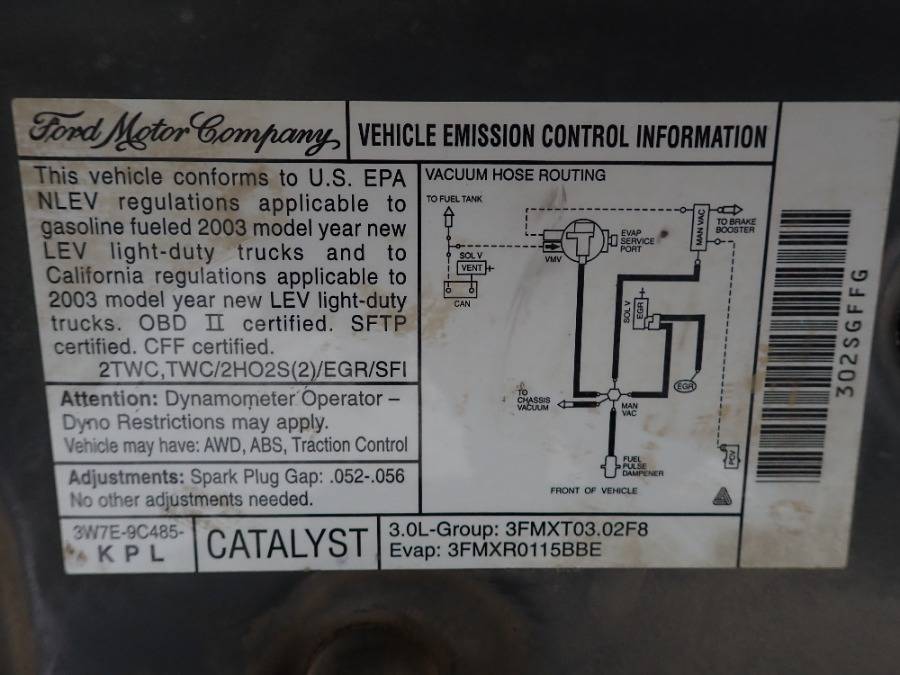 Ford Motor Company
VEHICLE EMISSION CONTROL INFORMATION
This vehicle conforms to U.S. EPA
NLEV regulations applicable to
gasoline fueled 2003 model year new
LEV light-duty trucks and to
California regulations applicable to
2003 model year new LEV light-duty
trucks. OBD II certified. SFTP
certified. CFF certified.
2TWC,TWC/2HO2S(2)/EGR/SFI
Attention: Dynamometer Operator –
Dyno Restrictions may apply.
Vehicle may have: AWD, ABS, Traction Control
Adjustments: Spark Plug Gap: .052-.056
No other adjustments needed.
3W7E-9C485-
KPL
CATALYST
3.0L-Group: 3FMXT03.02F8
Evap: 3FMXR0115BBE
VACUUM HOSE ROUTING
TO FUEL TANK
SOL V
VENT
CAN
VMV
EVAP
SERVICE
PORT
MAN VAC
TO BRAKE
BOOSTER
SOL V
EGR
EGR
TO
CHASSIS
VACUUM
MAN
VAC
FUEL
PULSE
DAMPENER
PCV
FRONT OF VEHICLE
302SGFFG